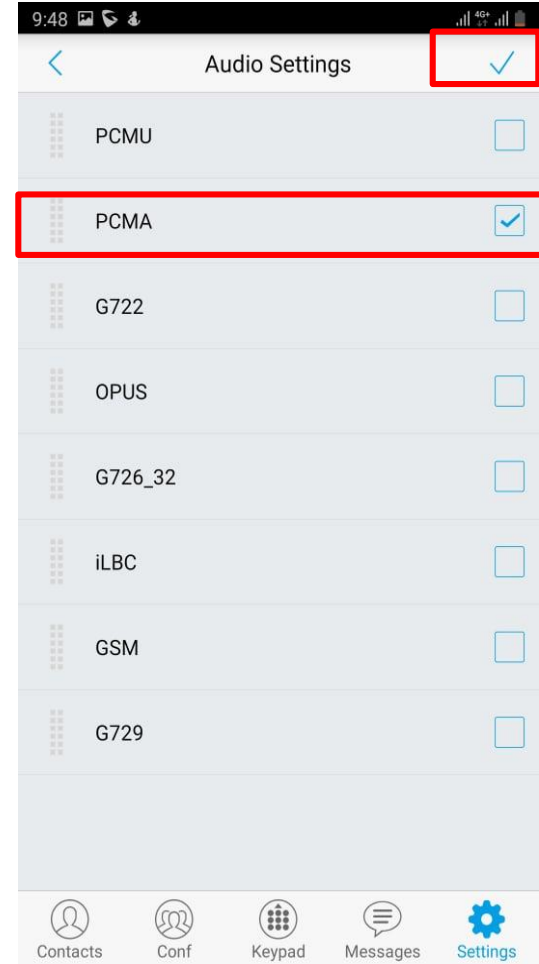 9:48 4G+
Audio Settings
PCMU
PCMA
G722
OPUS
G726_32
iLBC
GSM
G729
Contacts Conf Keypad Messages Settings